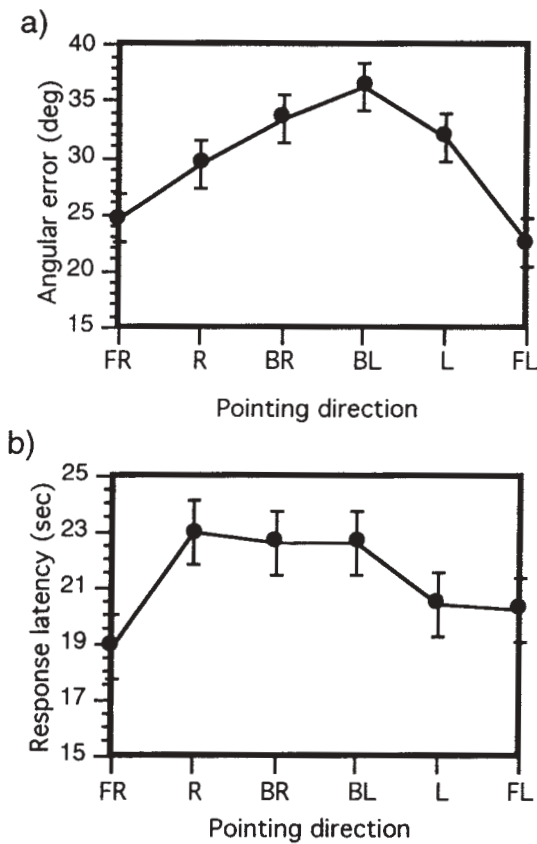 a)
Angular error (deg)
40
35
30
25
20
15
FR R BR BL L FL
Pointing direction
b)
Response latency (sec)
25
23
21
19
17
15
FR R BR BL L FL
Pointing direction